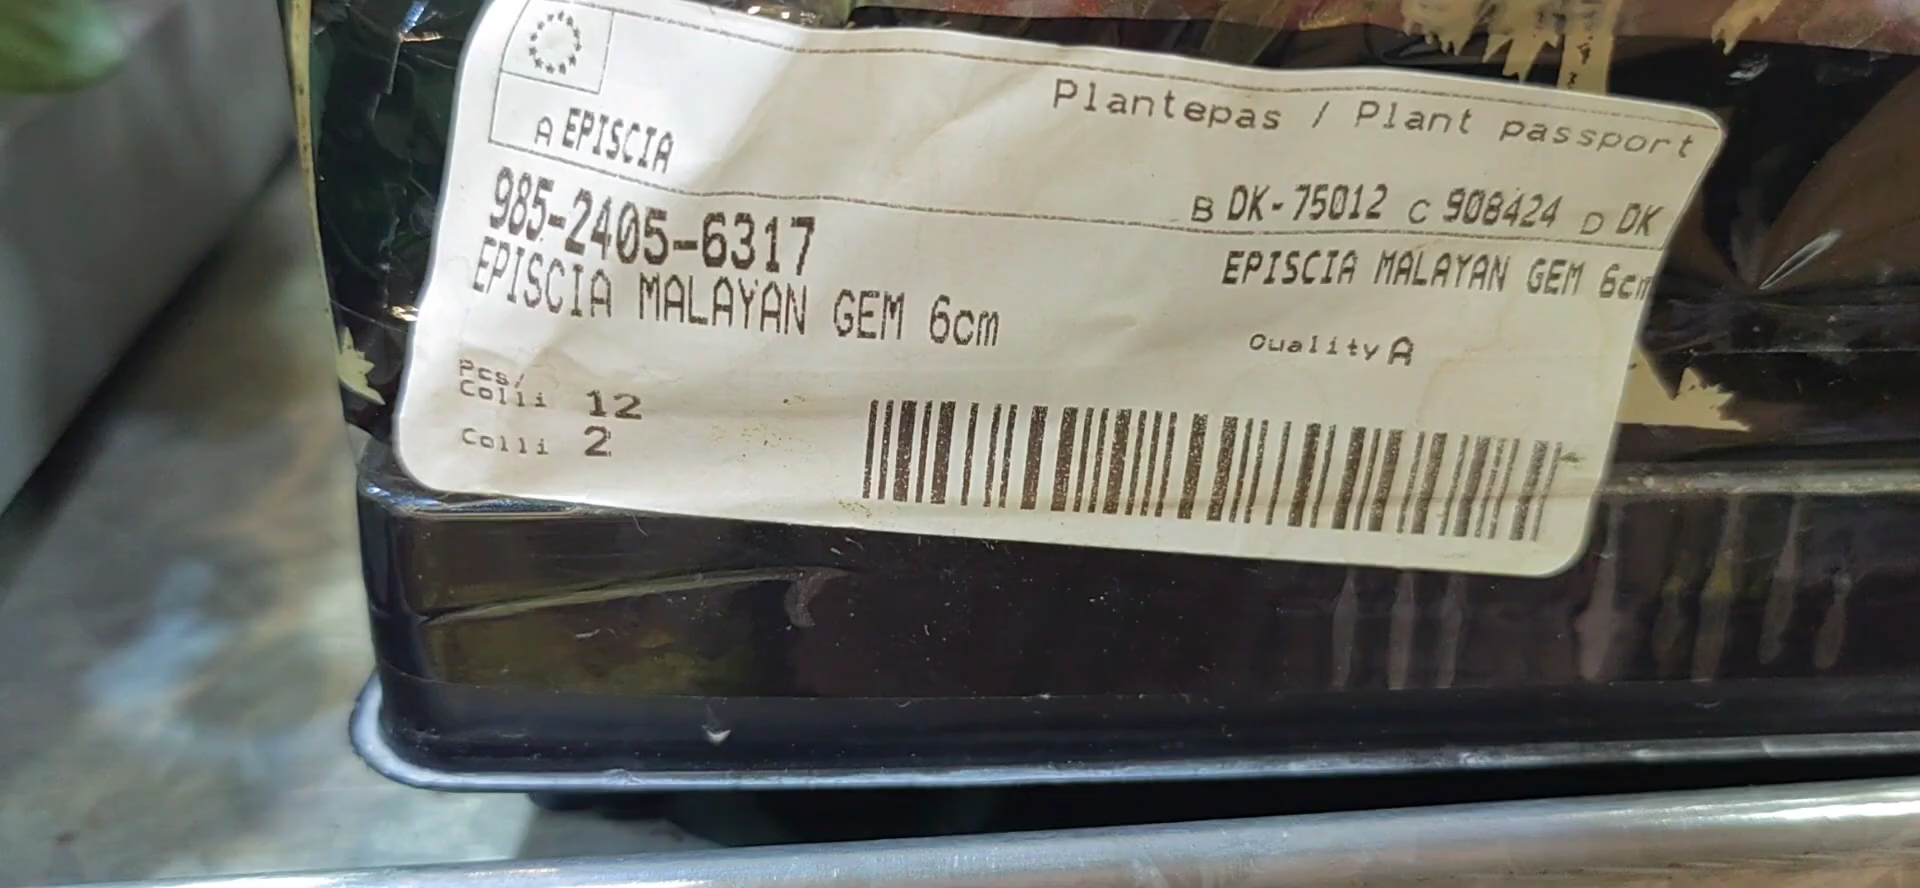 Plantepas / Plant passport
A EPISCIA
B DK-75012 C 908424 D DK
985-2405-6317
EPISCIA MALAYAN GEM 6cm
EPISCIA MALAYAN GEM 6cm
Quality A
Pcs/
Colli 12
Colli 2